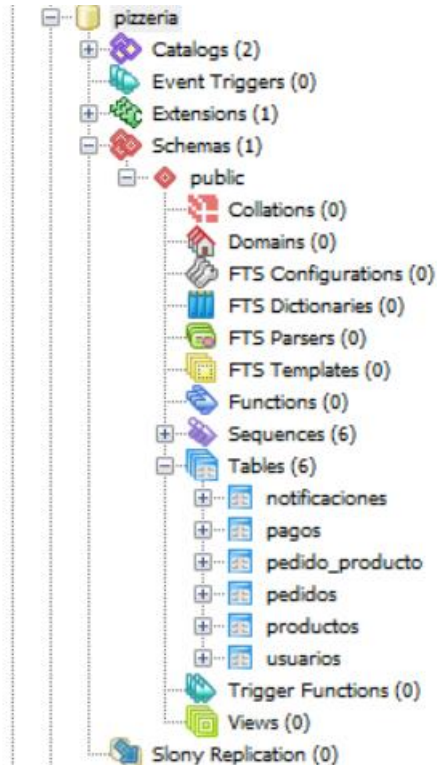 pizzeria
Catalogs (2)
Event Triggers (0)
Extensions (1)
Schemas (1)
public
Collations (0)
Domains (0)
FTS Configurations (0)
FTS Dictionaries (0)
FTS Parsers (0)
FTS Templates (0)
Functions (0)
Sequences (6)
Tables (6)
notificaciones
pagos
pedido_producto
pedidos
productos
usuarios
Trigger Functions (0)
Views (0)
Slony Replication (0)